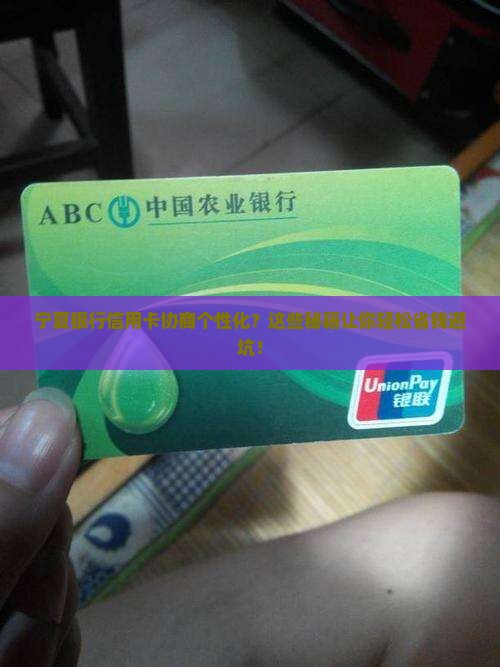 ABC 中国农业银行
宁夏银行信用卡协商个性化？这些秘籍让你轻松省钱避
坑！
UnionPay
银联